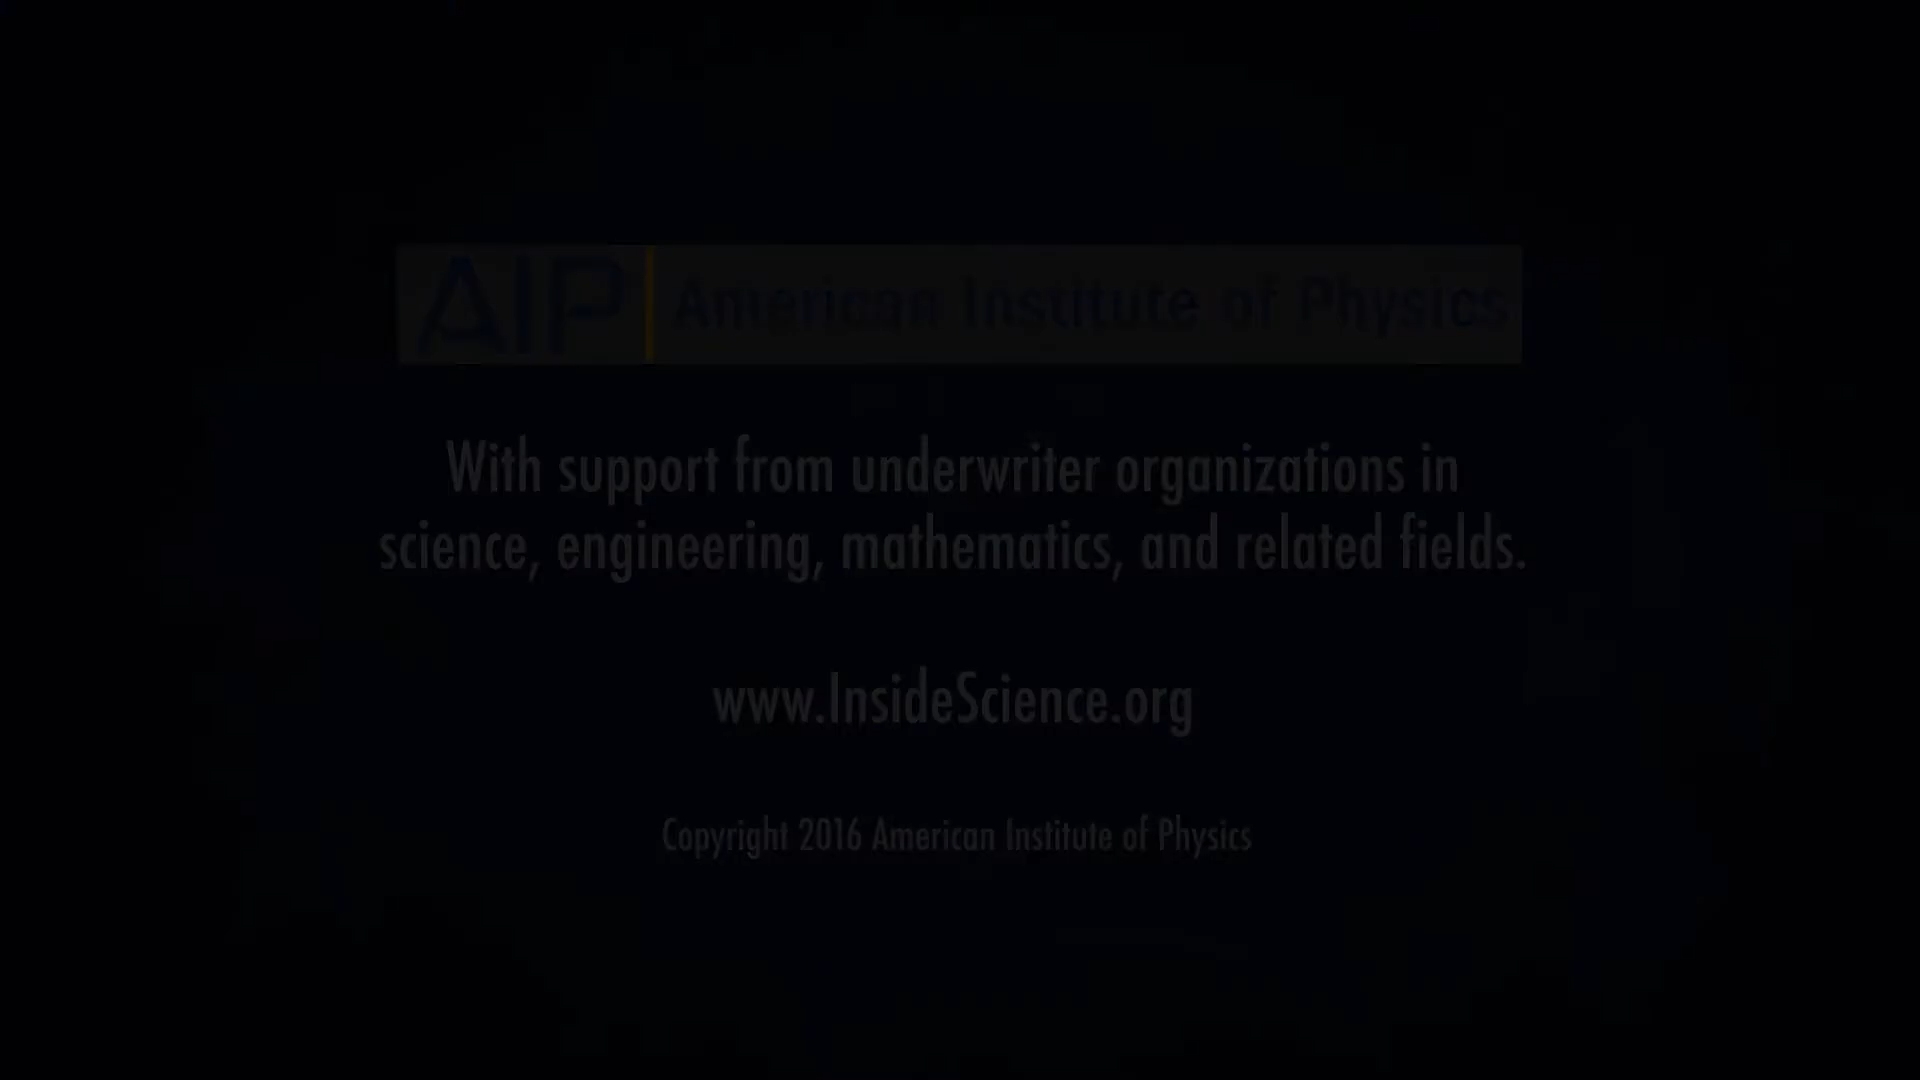 AIP American Institute of Physics
With support from underwriter organizations in
science, engineering, mathematics, and related fields.
www.InsideScience.org
Copyright 2016 American Institute of Physics